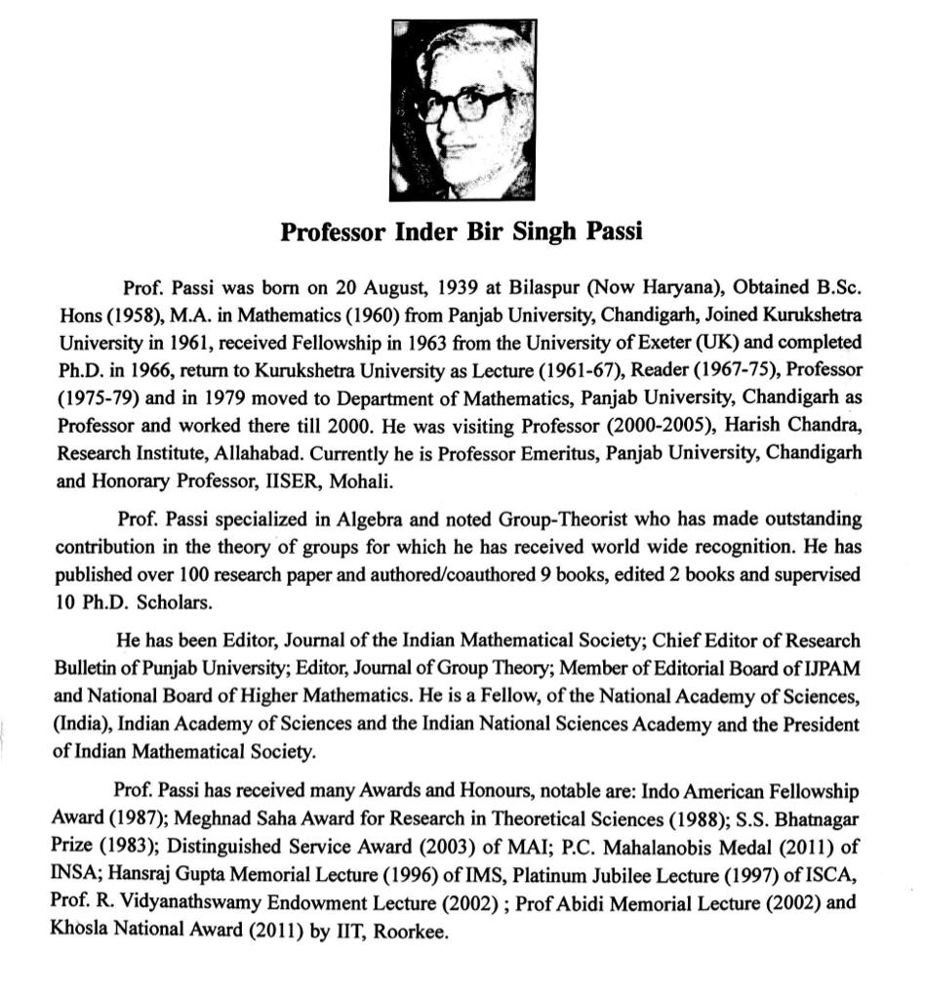 Professor Inder Bir Singh Passi
Prof. Passi was born on 20 August, 1939 at Bilaspur (Now Haryana), Obtained B.Sc.
Hons (1958), M.A. in Mathematics (1960) from Panjab University, Chandigarh, Joined Kurukshetra
University in 1961, received Fellowship in 1963 from the University of Exeter (UK) and completed
Ph.D. in 1966, return to Kurukshetra University as Lecture (1961-67), Reader (1967-75), Professor
(1975-79) and in 1979 moved to Department of Mathematics, Panjab University, Chandigarh as
Professor and worked there till 2000. He was visiting Professor (2000-2005), Harish Chandra,
Research Institute, Allahabad. Currently he is Professor Emeritus, Panjab University, Chandigarh
and Honorary Professor, IISER, Mohali.
Prof. Passi specialized in Algebra and noted Group-Theorist who has made outstanding
contribution in the theory of groups for which he has received world wide recognition. He has
published over 100 research paper and authored/coauthored 9 books, edited 2 books and supervised
10 Ph.D. Scholars.
He has been Editor, Journal of the Indian Mathematical Society; Chief Editor of Research
Bulletin of Punjab University; Editor, Journal of Group Theory; Member of Editorial Board of IJPAM
and National Board of Higher Mathematics. He is a Fellow, of the National Academy of Sciences,
(India), Indian Academy of Sciences and the Indian National Sciences Academy and the President
of Indian Mathematical Society.
Prof. Passi has received many Awards and Honours, notable are: Indo American Fellowship
Award (1987); Meghnad Saha Award for Research in Theoretical Sciences (1988); S.S. Bhatnagar
Prize (1983); Distinguished Service Award (2003) of MAI; P.C. Mahalanobis Medal (2011) of
INSA; Hansraj Gupta Memorial Lecture (1996) of IMS, Platinum Jubilee Lecture (1997) of ISCA,
Prof. R. Vidyanathswamy Endowment Lecture (2002) ; Prof Abidi Memorial Lecture (2002) and
Khosla National Award (2011) by IIT, Roorkee.